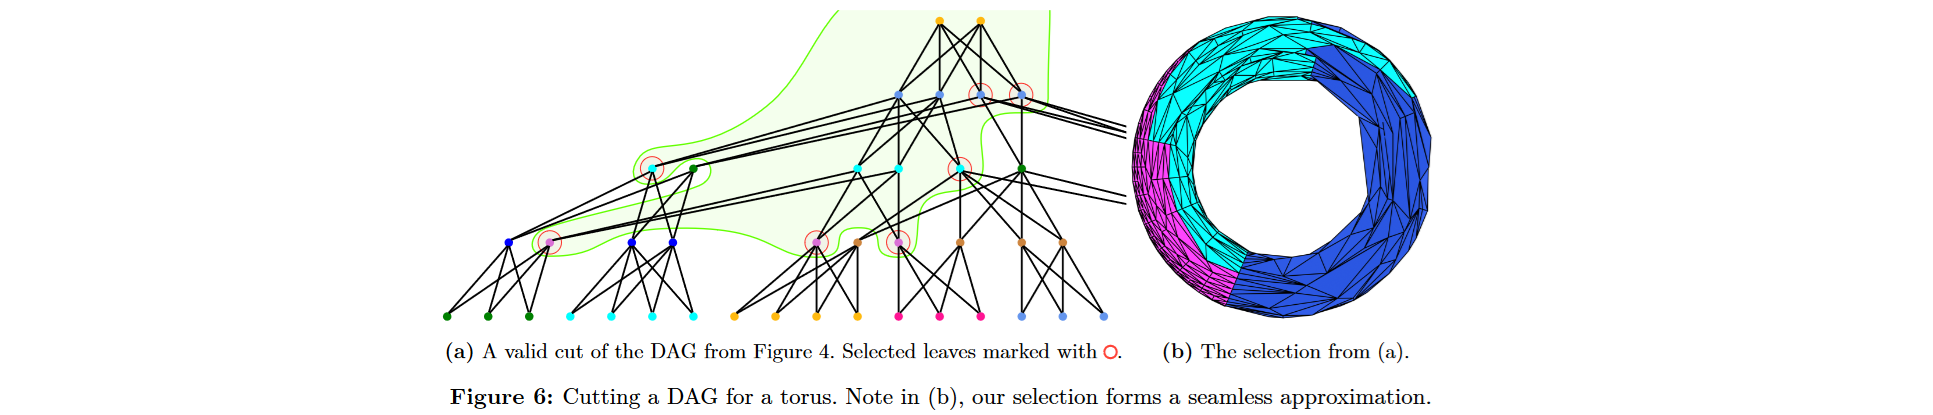 (a) A valid cut of the DAG from Figure 4. Selected leaves marked with O.
(b) The selection from (a).
Figure 6: Cutting a DAG for a torus. Note in (b), our selection forms a seamless approximation.